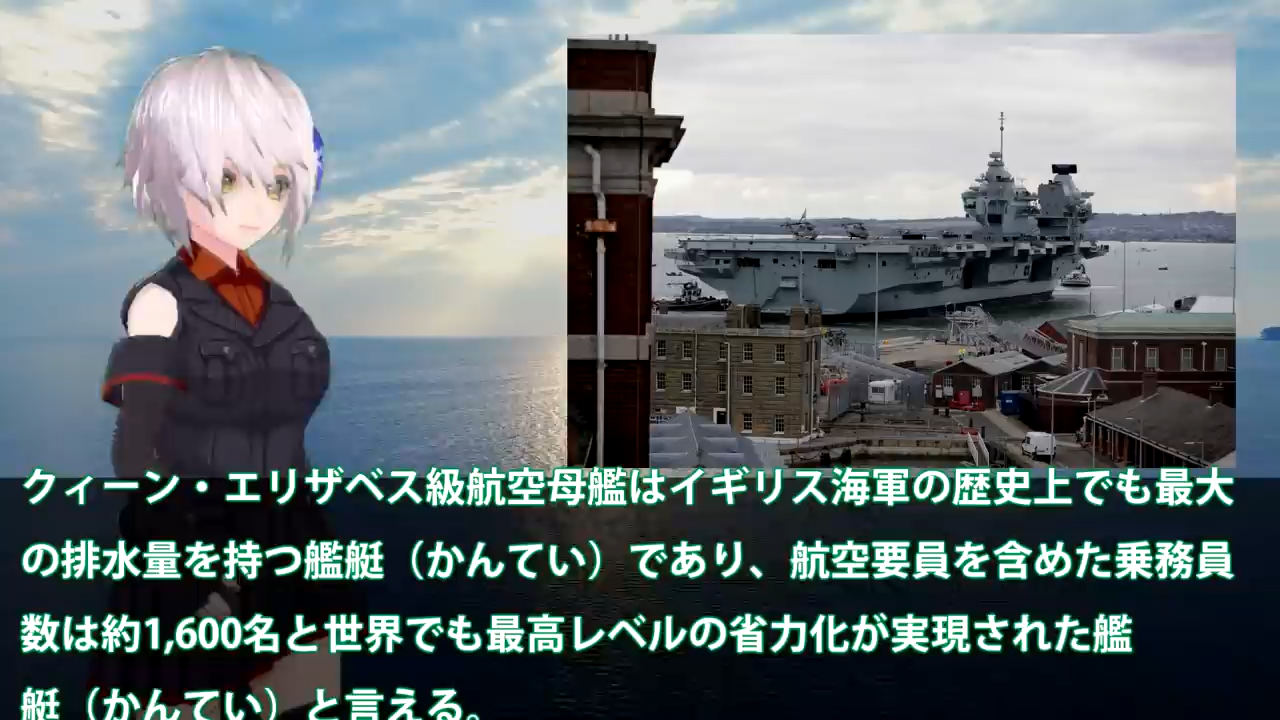 クィーン・エリザベス級航空母艦はイギリス海軍の歴史上でも最大
の排水量を持つ艦艇（かんてい）であり、航空要員を含めた乗務員
数は約1,600名と世界でも最高レベルの省力化が実現された艦
艇（かんてい）と言える。